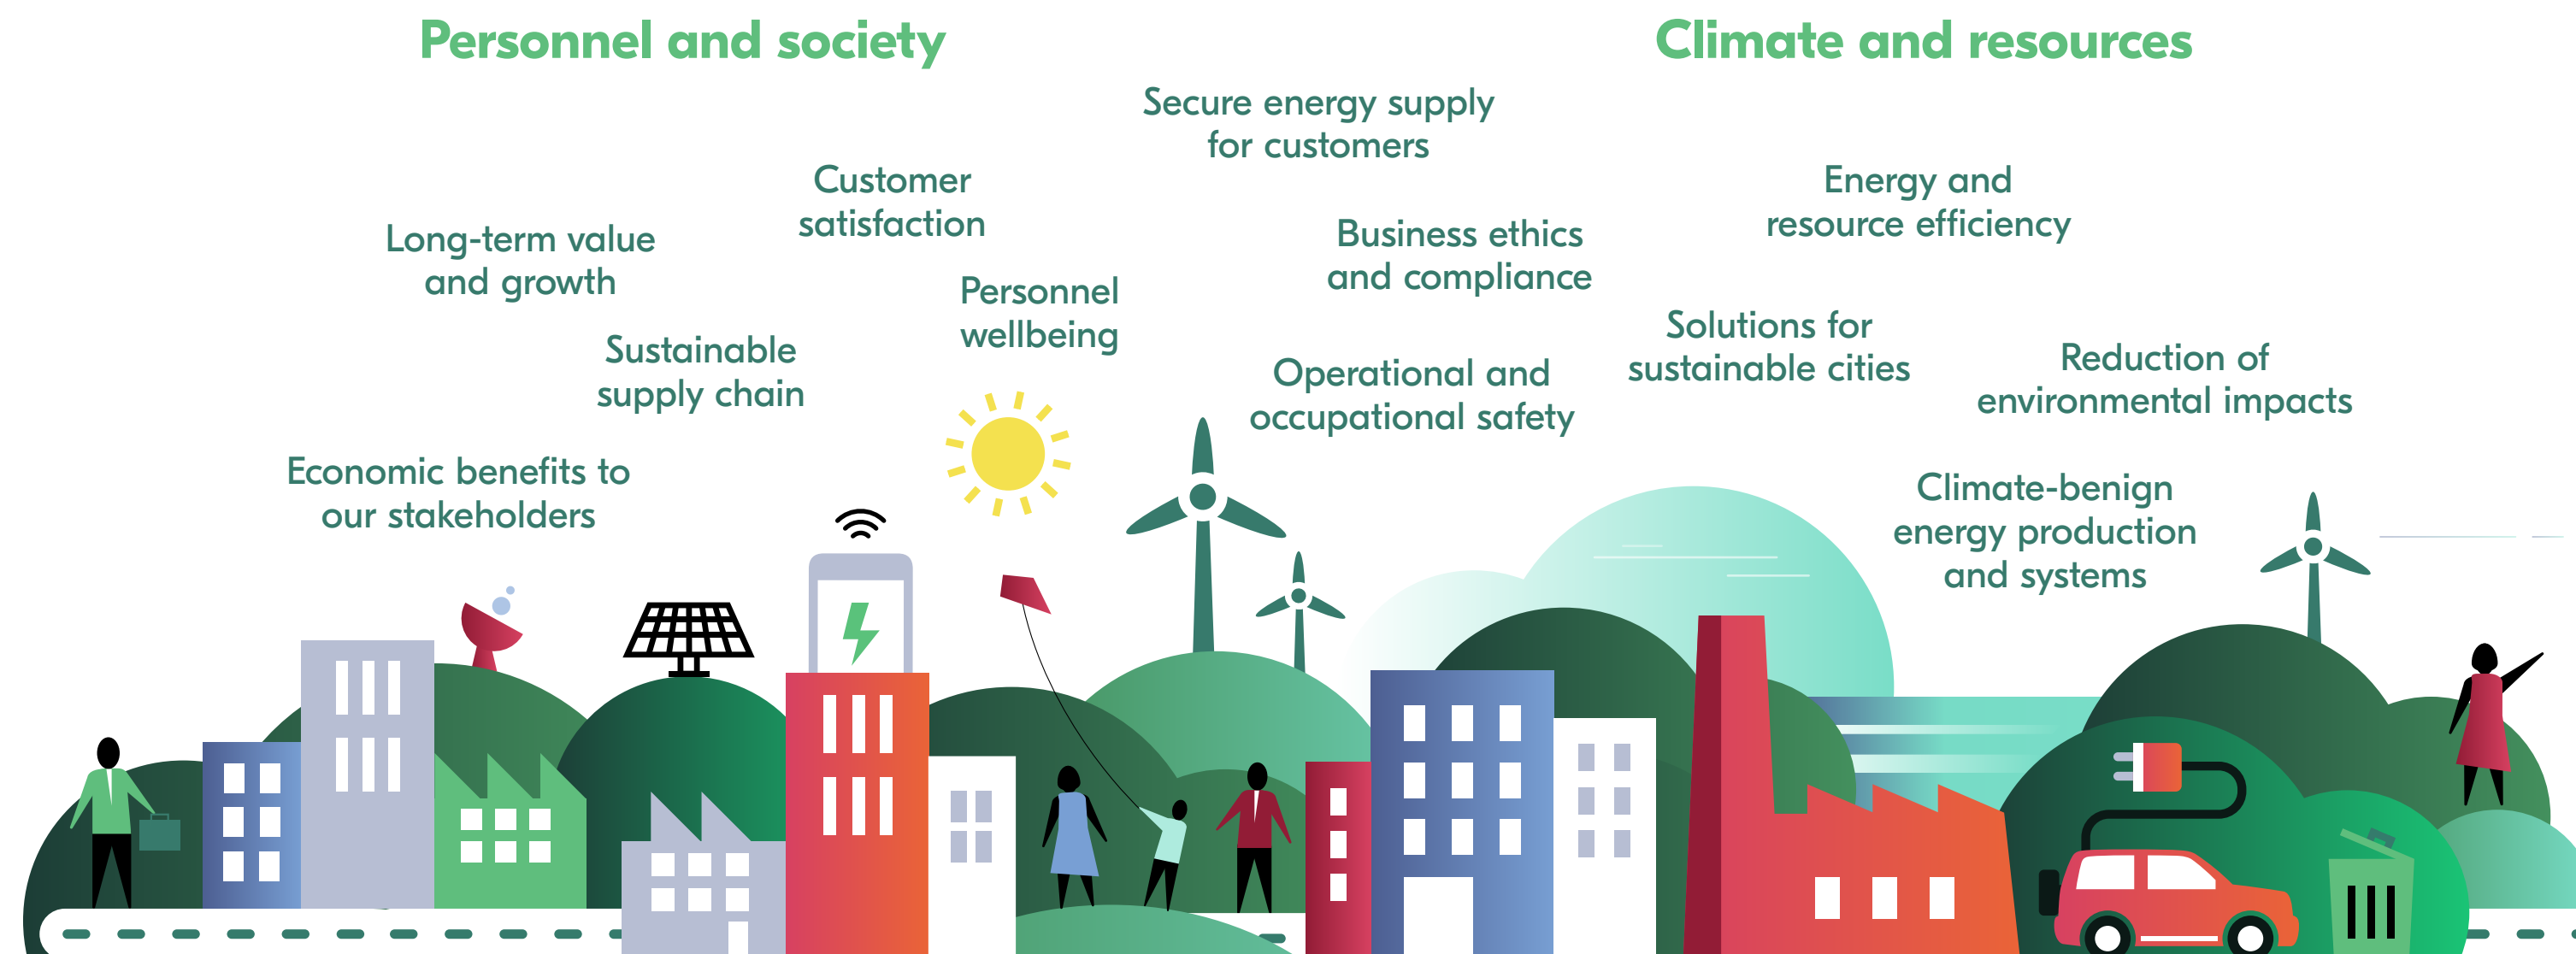 Personnel and society
Climate and resources
Secure energy supply
for customers
Customer
satisfaction
Energy and
resource efficiency
Long-term value
and growth
Business ethics
and compliance
Personnel
wellbeing
Solutions for
sustainable cities
Sustainable
supply chain
Reduction of
environmental impacts
Operational and
occupational safety
Economic benefits to
our stakeholders
Climate-benign
energy production
and systems